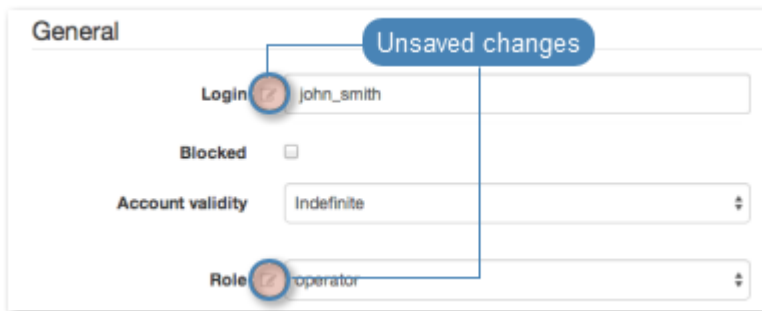 General
Unsaved changes
Login john_smith
Blocked
Account validity Indefinite
Role operator